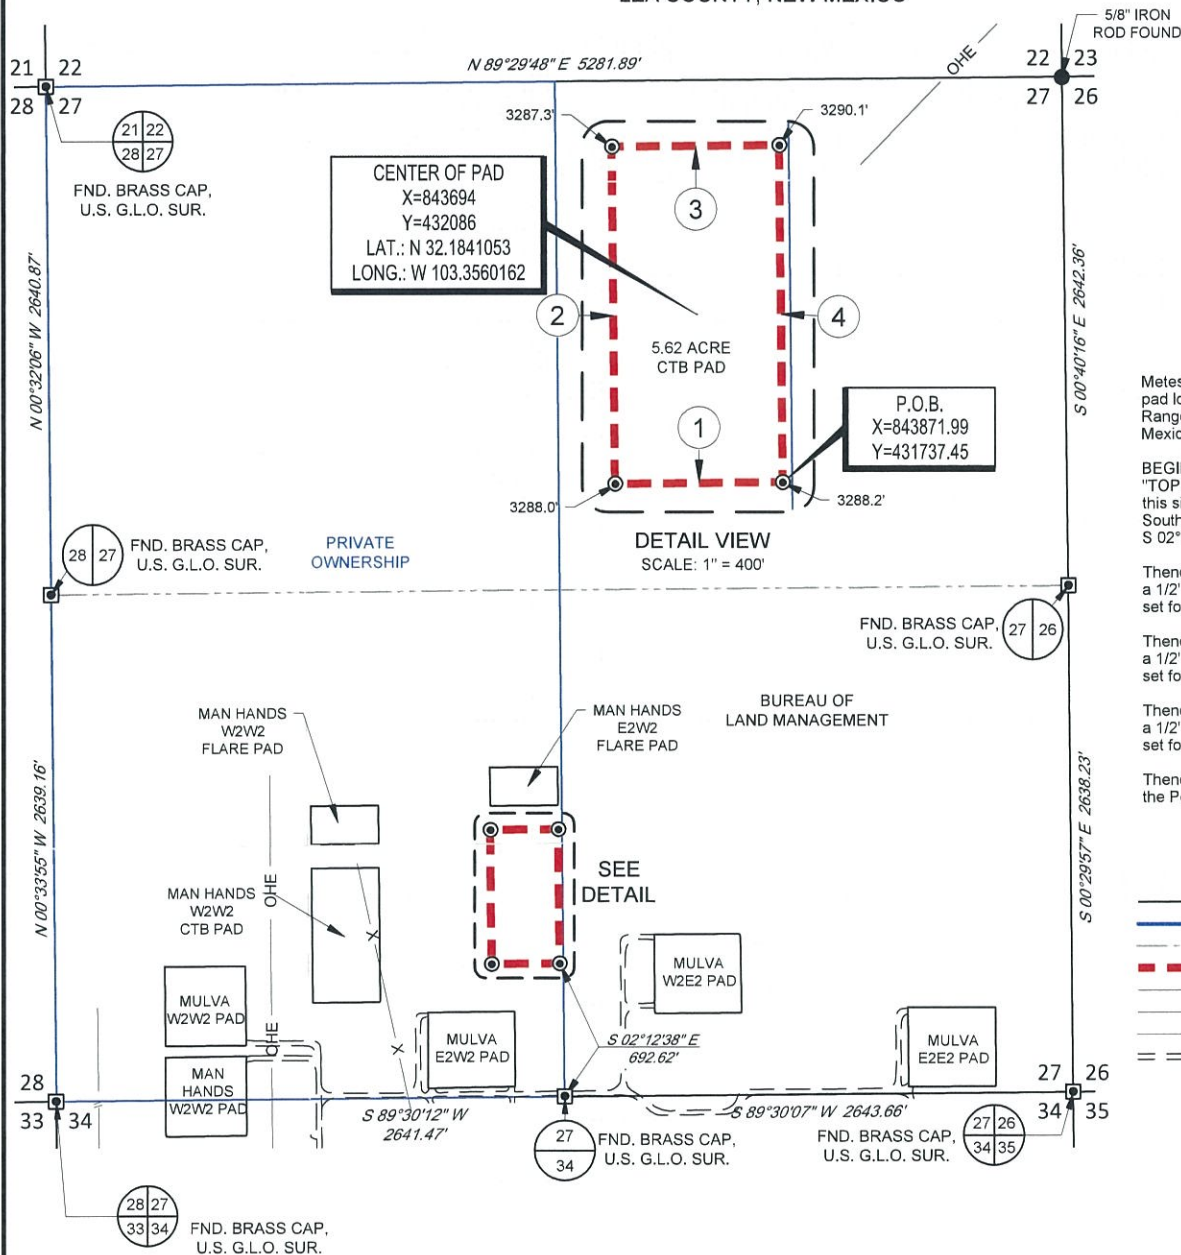 5/8" IRON
ROD FOUND
21 22
28 27
N 89°29'48" E 5281.89'
OHE
22 23
27 26
21 22
28 27
FND. BRASS CAP,
U.S. G.L.O. SUR.
3287.3'
3290.1'
CENTER OF PAD
X=843694
Y=432086
LAT.: N 32.1841053
LONG.: W 103.3560162
3
2
4
5.62 ACRE
CTB PAD
1
P.O.B.
X=843871.99
Y=431737.45
3288.0'
3288.2'
DETAIL VIEW
SCALE: 1" = 400'
N 00°32'06" W 2640.87'
S 00°40'16" E 2642.36'
Metes
pad lo
Range
Mexic
BEGI
"TOP
this si
South
S 02°
Thenc
a 1/2"
set fo
Thenc
a 1/2"
set fo
Thenc
a 1/2"
set fo
Thenc
the P
28 27
FND. BRASS CAP,
U.S. G.L.O. SUR.
PRIVATE
OWNERSHIP
FND. BRASS CAP,
U.S. G.L.O. SUR.
27 26
BUREAU OF
LAND MANAGEMENT
MAN HANDS
W2W2
FLARE PAD
MAN HANDS
E2W2
FLARE PAD
N 00°33'55" W 2639.16'
S 00°29'57" E 2638.23'
SEE
DETAIL
MAN HANDS
W2W2
CTB PAD
OHE
X
MULVA
W2W2 PAD
OHE
X
MAN
HANDS
W2W2 PAD
MULVA
E2W2 PAD
MULVA
W2E2 PAD
MULVA
E2E2 PAD
S 02°12'38" E
692.62'
28
33 34
S 89°30'12" W
2641.47'
S 89°30'07" W 2643.66'
27 26
34 35
27
34
FND. BRASS CAP,
U.S. G.L.O. SUR.
FND. BRASS CAP,
U.S. G.L.O. SUR.
27 26
34 35
28 27
33 34
FND. BRASS CAP,
U.S. G.L.O. SUR.